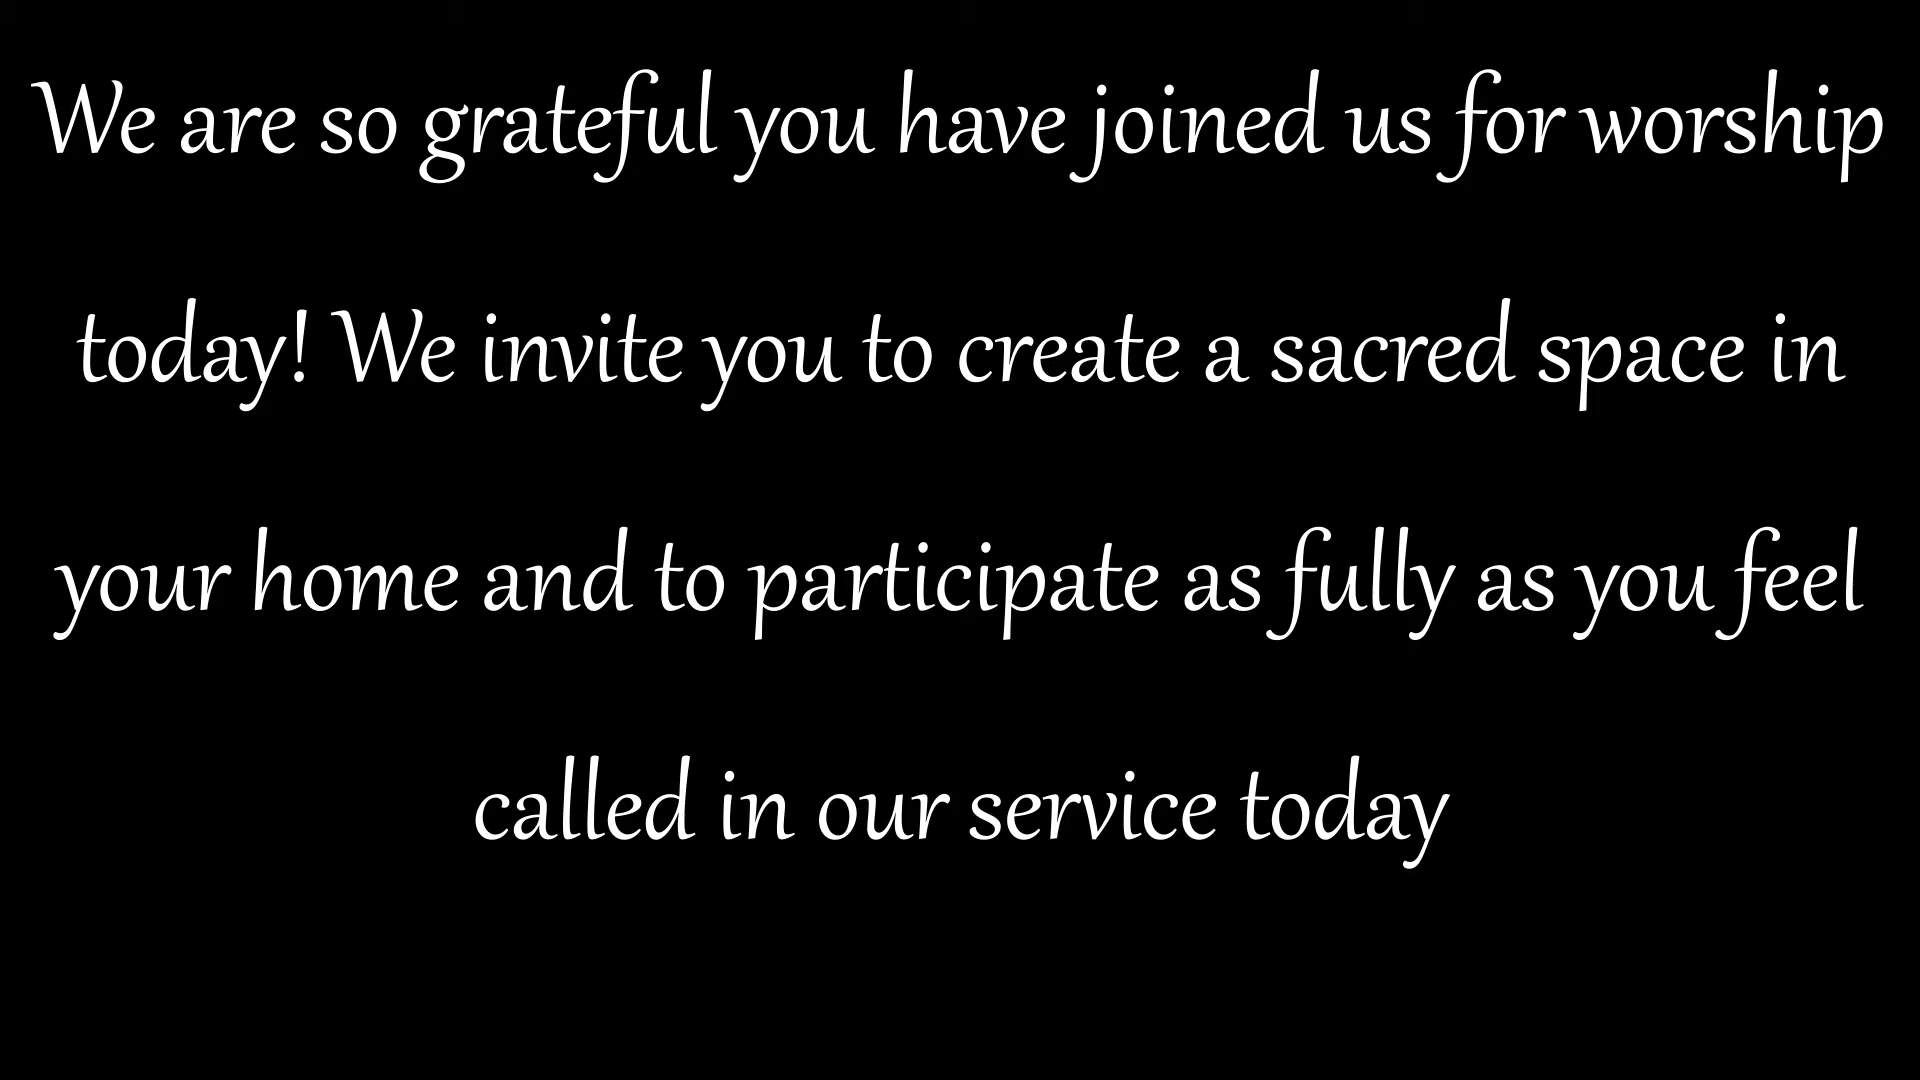 We are so grateful you have joined us for worship
today! We invite you to create a sacred space in
your home and to participate as fully as you feel
called in our service today